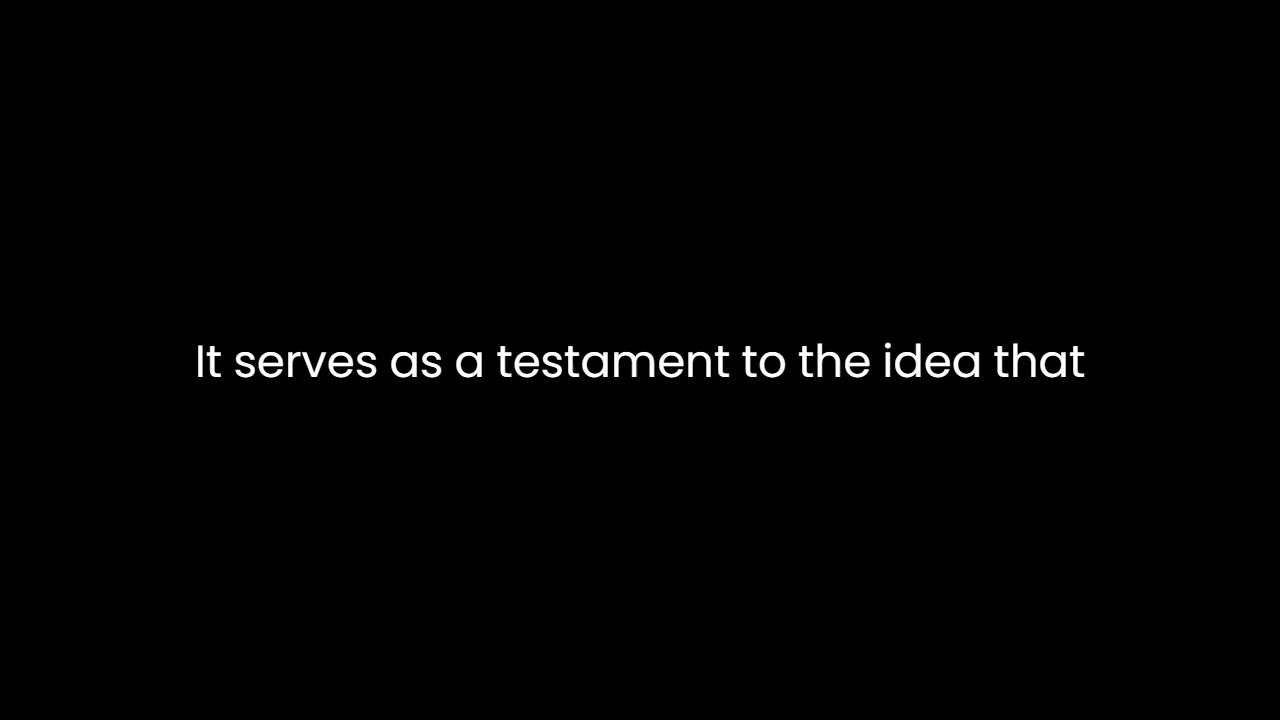 It serves as a testament to the idea that